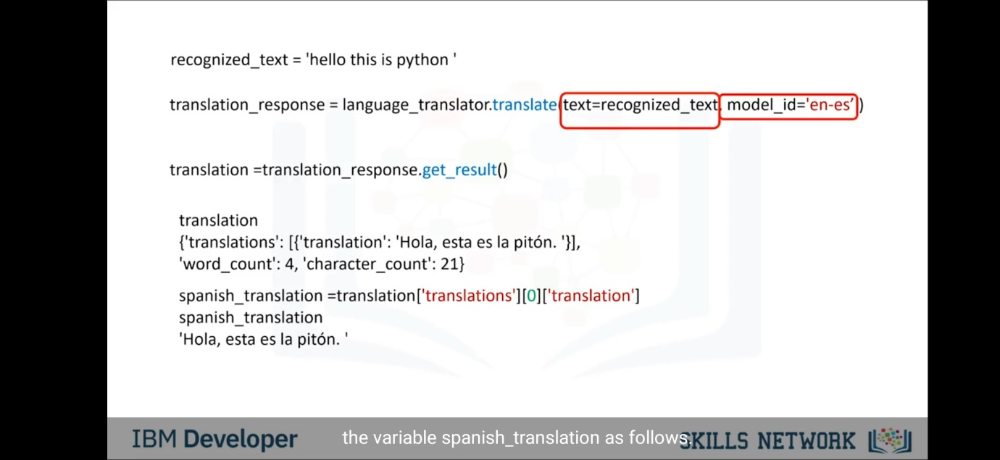 recognized_text = 'hello this is python '
translation_response = language_translator.translate(text=recognized_text, model_id='en-es’ )
translation =translation_response.get_result()
translation
{'translations': [{'translation': 'Hola, esta es la pitón. '}],
'word_count': 4, 'character_count': 21}
spanish_translation =translation['translations'][0]['translation']
spanish_translation
'Hola, esta es la pitón. '
IBM Developer
the variable spanish_translation as follows.
SKILLS NETWORK